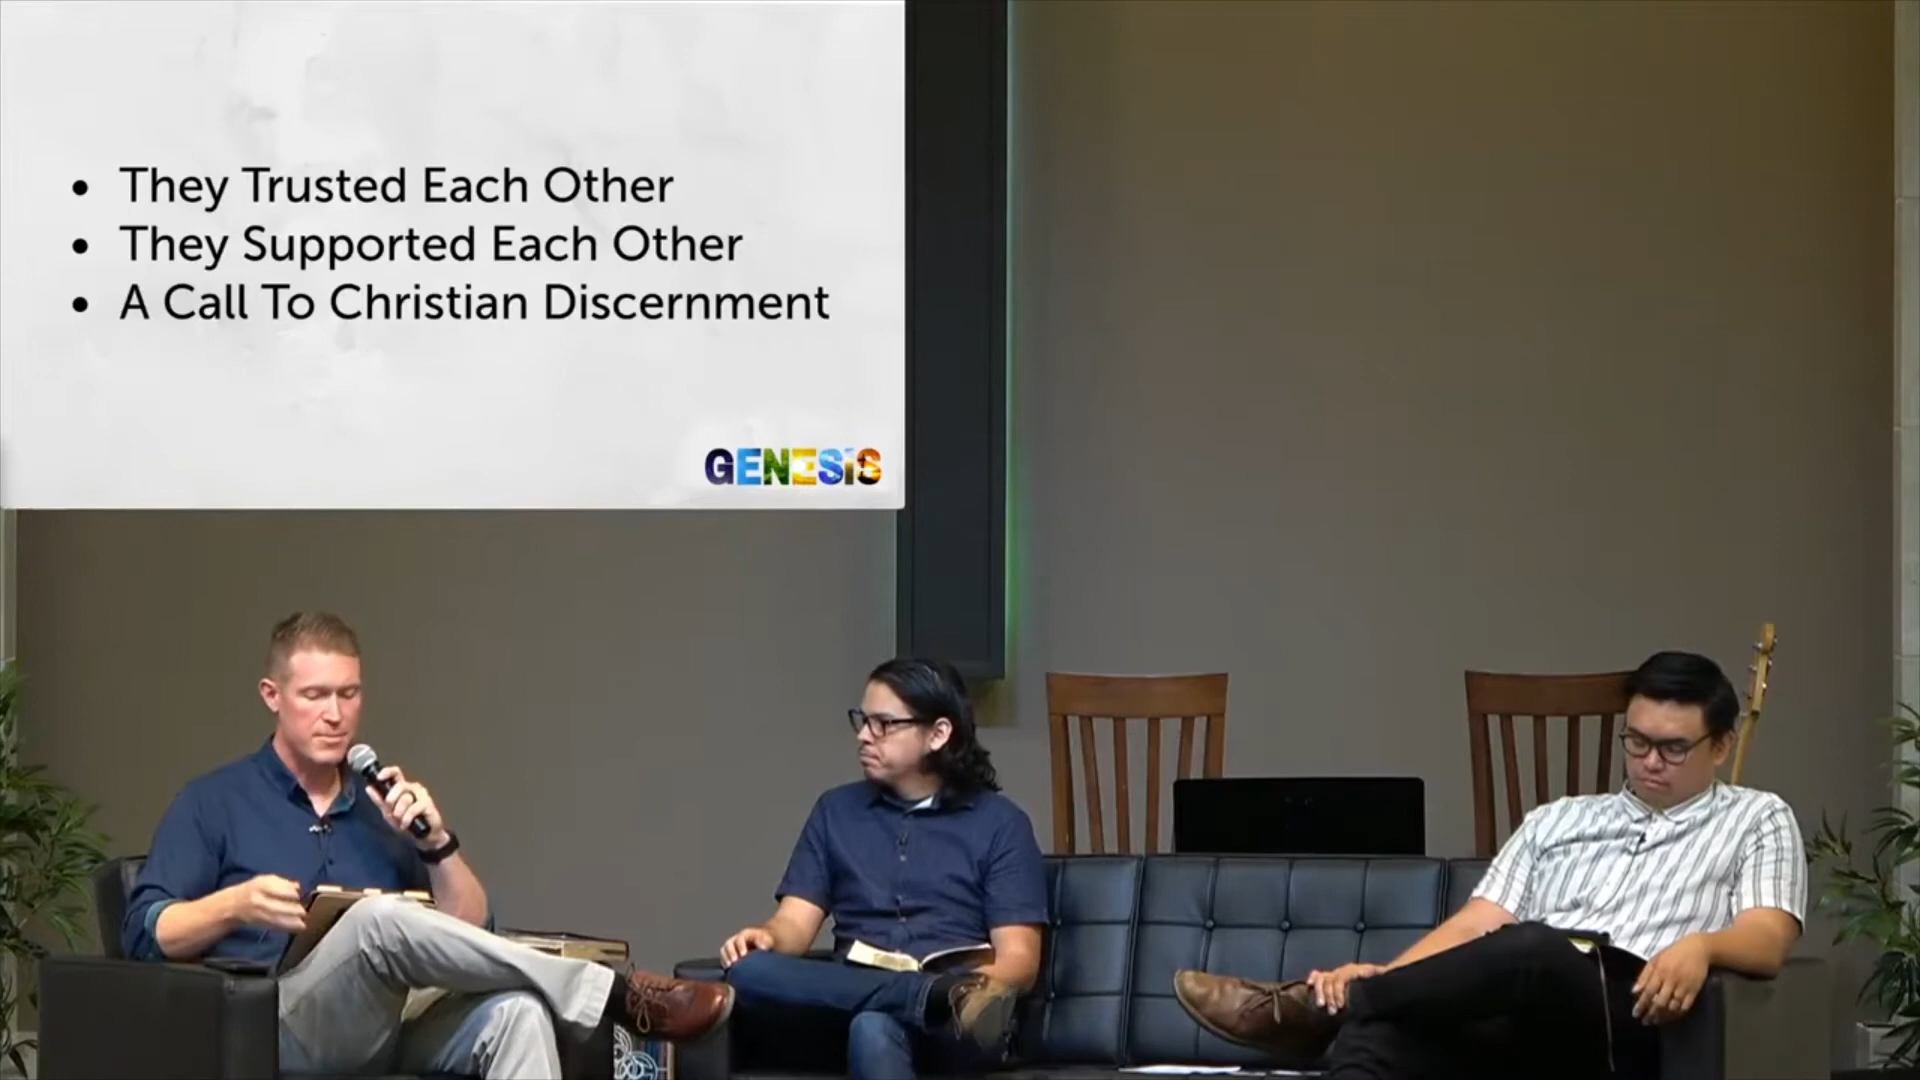 • They Trusted Each Other
• They Supported Each Other
• A Call To Christian Discernment
GENESIS